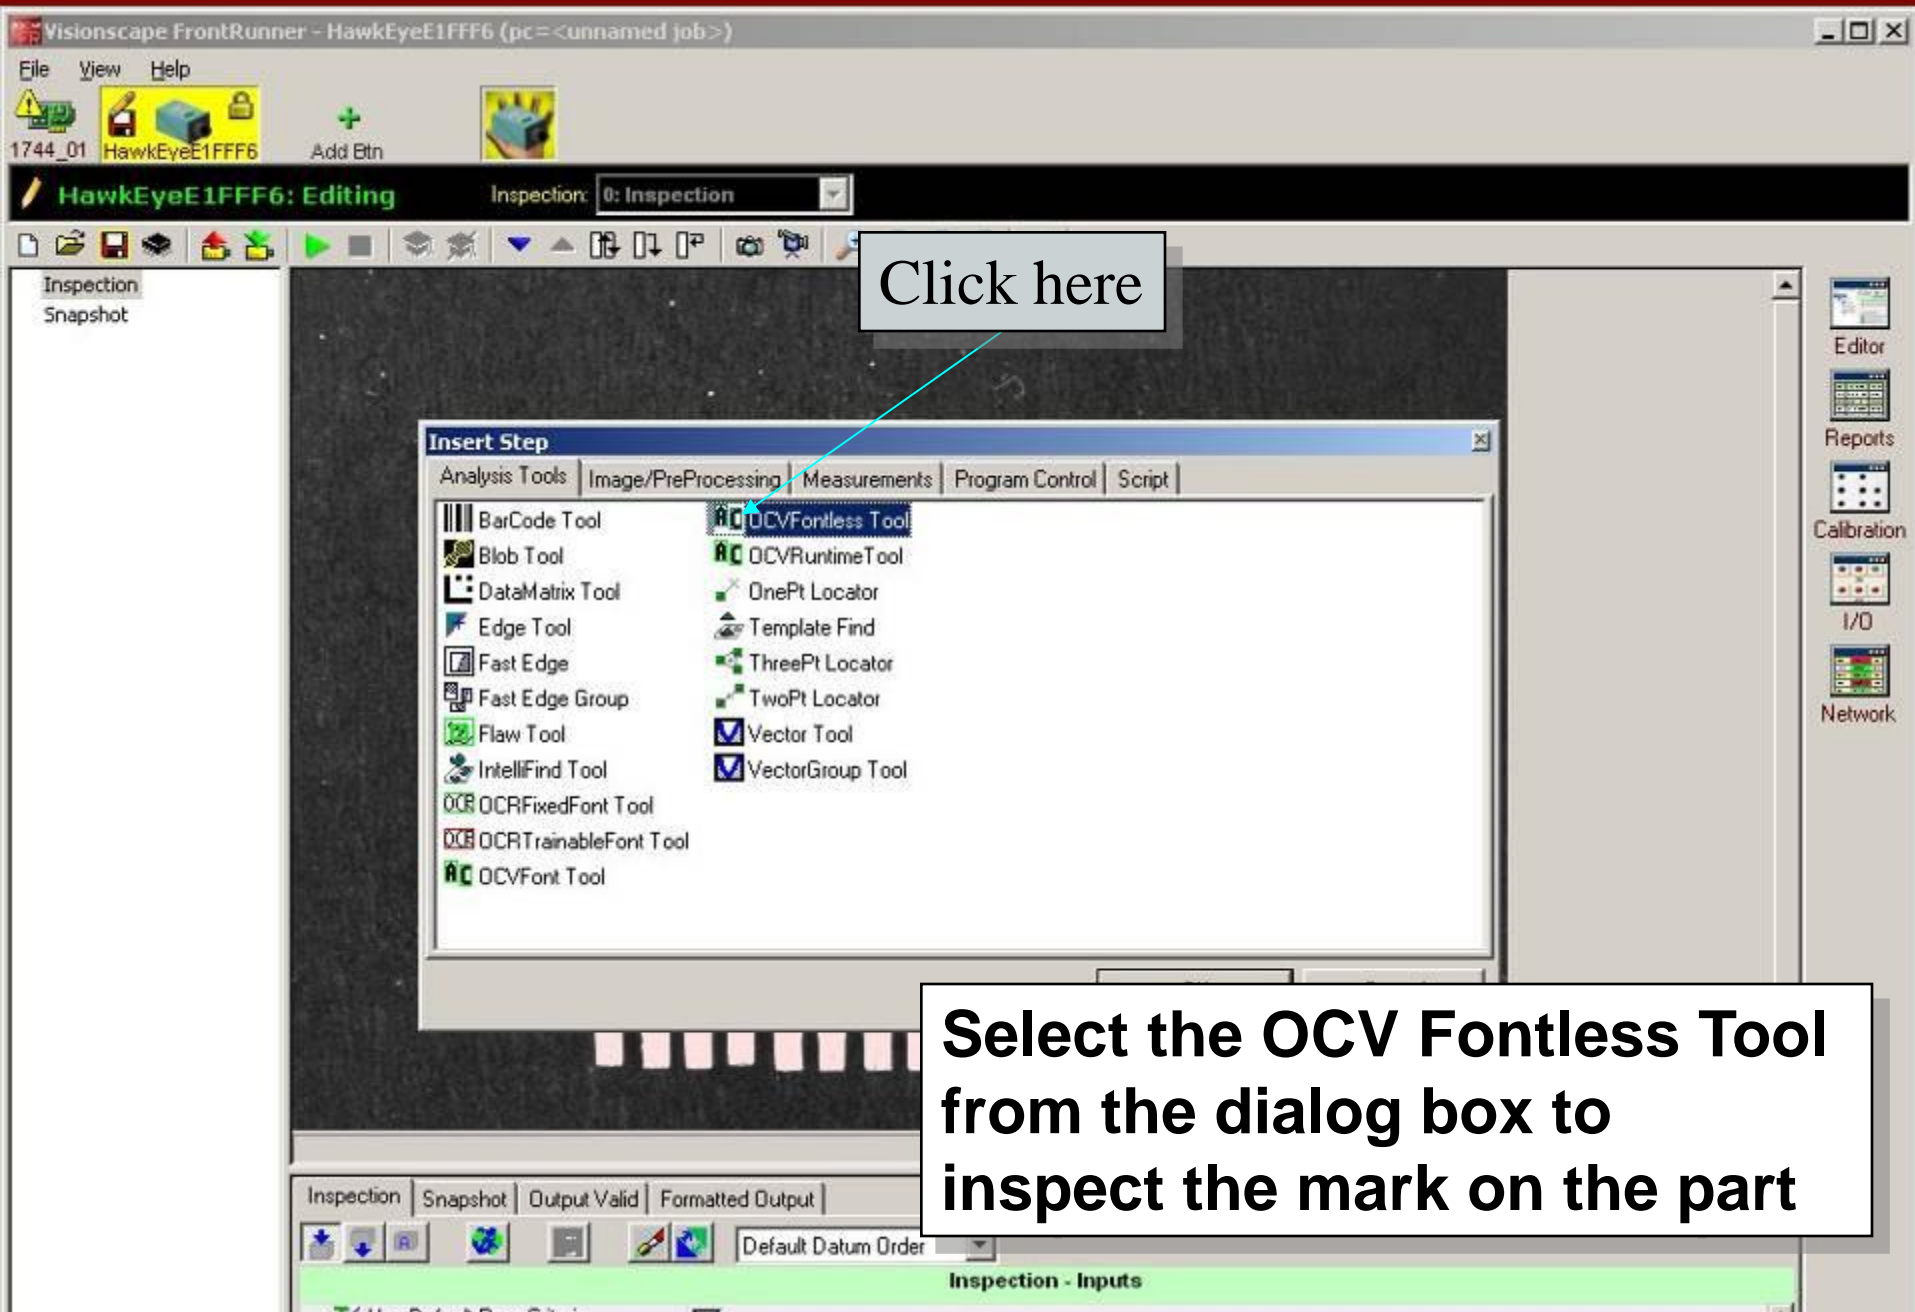 Visionscape FrontRunner - HawkEyeE1FFF6 (pc=<unnamed job>)
File View Help
1744_01 HawkEyeE1FFF6 Add Btn
HawkEyeE1FFF6: Editing Inspection: 0: Inspection
Click here
Inspection
Snapshot
Editor
Reports
Calibration
I/O
Network
Insert Step
Analysis Tools Image/PreProcessing Measurements Program Control Script
BarCode Tool
Blob Tool
DataMatrix Tool
Edge Tool
Fast Edge
Fast Edge Group
Flaw Tool
IntelliFind Tool
OCRFixedFont Tool
OCRTrainableFont Tool
OCVFont Tool
OCVFontless Tool
OCVRuntimeTool
OnePt Locator
Template Find
ThreePt Locator
TwoPt Locator
Vector Tool
VectorGroup Tool
Select the OCV Fontless Tool
from the dialog box to
inspect the mark on the part
Inspection Snapshot Output Valid Formatted Output
Default Datum Order
Inspection - Inputs